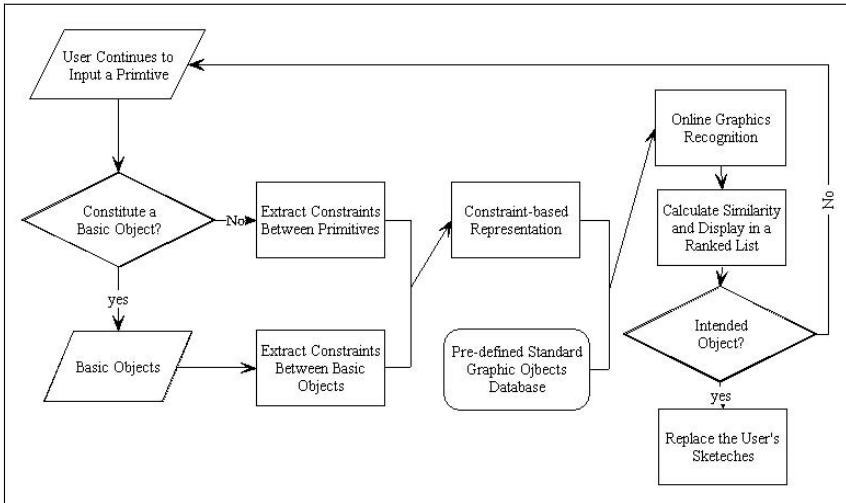 User Continues to
Input a Primtive
Constitute a
Basic Object?
No
Extract Constraints
Between Primitives
yes
Basic Objects
Extract Constraints
Between Basic
Objects
Constraint-based
Representation
Pre-defined Standard
Graphic Ojbects
Database
Online Graphics
Recognition
Calculate Similarity
and Display in a
Ranked List
Intended
Object?
No
yes
Replace the User's
Sketeches